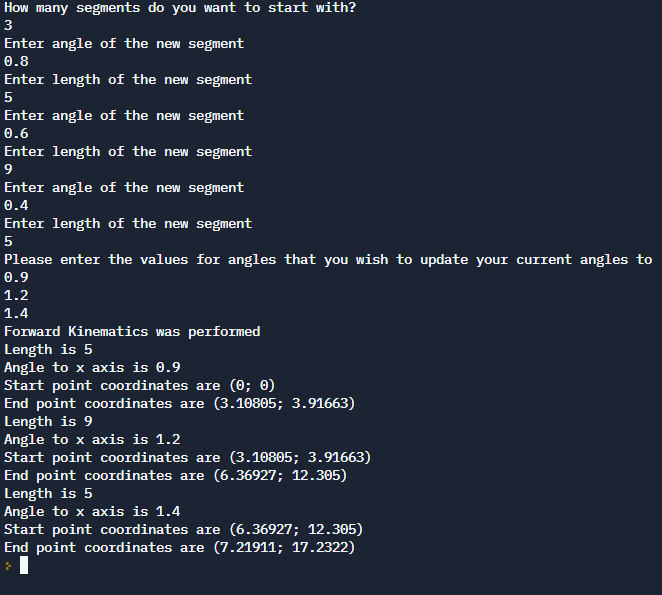 How many segments do you want to start with?
3
Enter angle of the new segment
0.8
Enter length of the new segment
5
Enter angle of the new segment
0.6
Enter length of the new segment
9
Enter angle of the new segment
0.4
Enter length of the new segment
5
Please enter the values for angles that you wish to update your current angles to
0.9
1.2
1.4
Forward Kinematics was performed
Length is 5
Angle to x axis is 0.9
Start point coordinates are (0; 0)
End point coordinates are (3.10805; 3.91663)
Length is 9
Angle to x axis is 1.2
Start point coordinates are (3.10805; 3.91663)
End point coordinates are (6.36927; 12.305)
Length is 5
Angle to x axis is 1.4
Start point coordinates are (6.36927; 12.305)
End point coordinates are (7.21911; 17.2322)
>